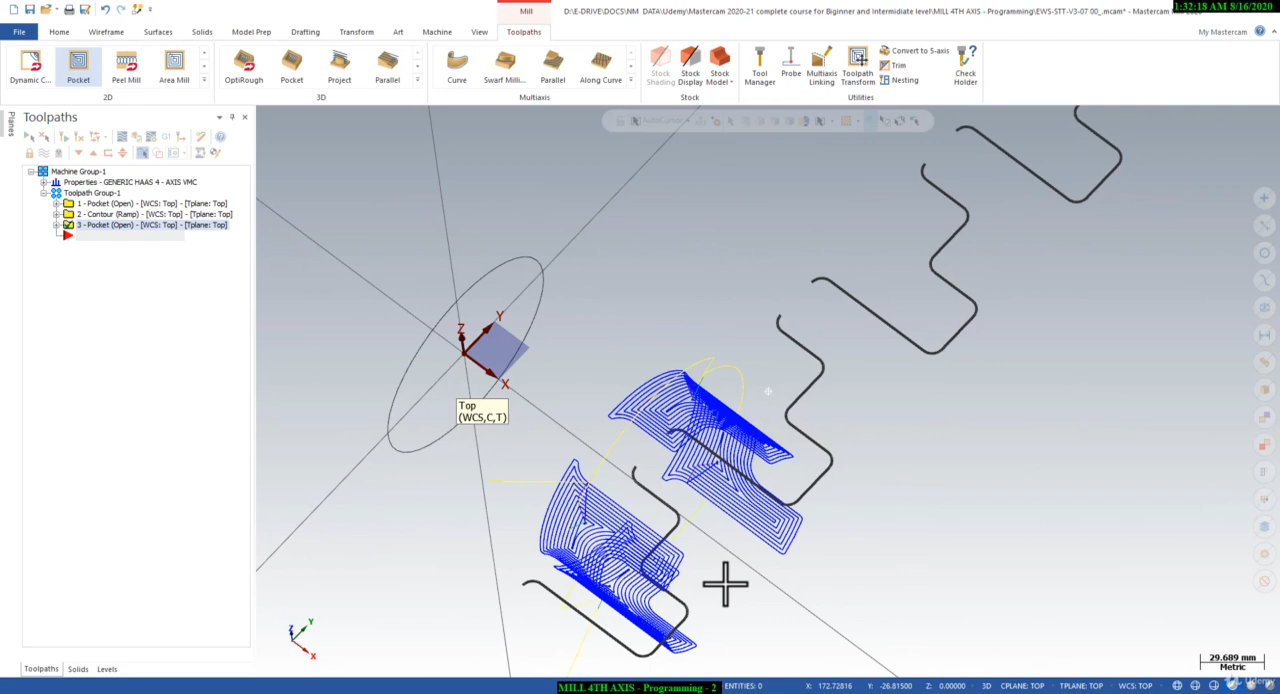 Mill
D:\E-DRIVE\DOCS\NM_DATA\Udemy\Mastercam 2020-21 complete course for Biginner and Intermidiate level\MILL 4TH AXIS - Programming\EWS-STT-V3-07 00_.mcam* - Mastercam
1:32:18 AM 8/16/2020
File Home Wireframe Surfaces Solids Model Prep Drafting Transform Art Machine View Toolpaths My Mastercam
Dynamic C... Pocket Peel Mill Area Mill OptiRough Pocket Project Parallel Curve Swarf Milli... Parallel Along Curve Stock Shading Stock Display Stock Model Tool Manager Probe Multiaxis Linking Toolpath Transform Convert to 5-axis Trim Nesting Check Holder
2D 3D Multiaxis Stock Utilities
Planes
Toolpaths
AutoCursor
G1
Machine Group-1
Properties - GENERIC HAAS 4 - AXIS VMC
Toolpath Group-1
1 - Pocket (Open) - [WCS: Top] - [Tplane: Top]
2 - Contour (Ramp) - [WCS: Top] - [Tplane: Top]
3 - Pocket (Open) - [WCS: Top] - [Tplane: Top]
Z
Y
X
Top
(WCS,C,T)
Z
Y
X
29.689 mm
Metric
Toolpaths Solids Levels
Udemy
MILL 4TH AXIS - Programming - 2
ENTITIES: 0 X: 172.72816 Y: -26.81500 Z: 0.00000 3D CPLANE: TOP TPLANE: TOP WCS: TOP